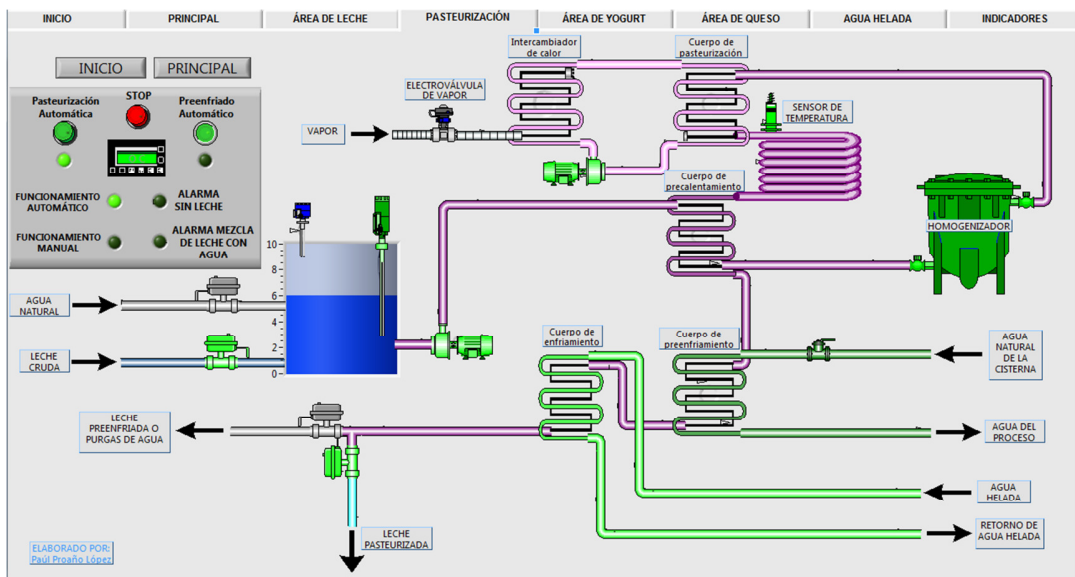 INICIO
PRINCIPAL
ÁREA DE LECHE
PASTEURIZACIÓN
ÁREA DE YOGURT
ÁREA DE QUESO
AGUA HELADA
INDICADORES
INICIO
PRINCIPAL
Pasteurización
Automática
STOP
Preenfriado
Automático
FUNCIONAMIENTO
AUTOMÁTICO
ALARMA
SIN LECHE
FUNCIONAMIENTO
MANUAL
ALARMA MEZCLA
DE LECHE CON
AGUA
Intercambiador
de calor
Cuerpo de
pasteurización
ELECTROVÁLVULA
DE VAPOR
VAPOR
SENSOR DE
TEMPERATURA
Cuerpo de
precalentamiento
HOMOGENIZADOR
10
8
6
4
2
0
AGUA
NATURAL
LECHE
CRUDA
Cuerpo de
enfriamiento
Cuerpo de
preenfriamiento
AGUA
NATURAL
DE LA
CISTERNA
LECHE
PREENFRIADA O
PURGAS DE AGUA
AGUA DEL
PROCESO
AGUA
HELADA
RETORNO DE
AGUA HELADA
LECHE
PASTEURIZADA
ELABORADO POR:
Paúl Proaño López